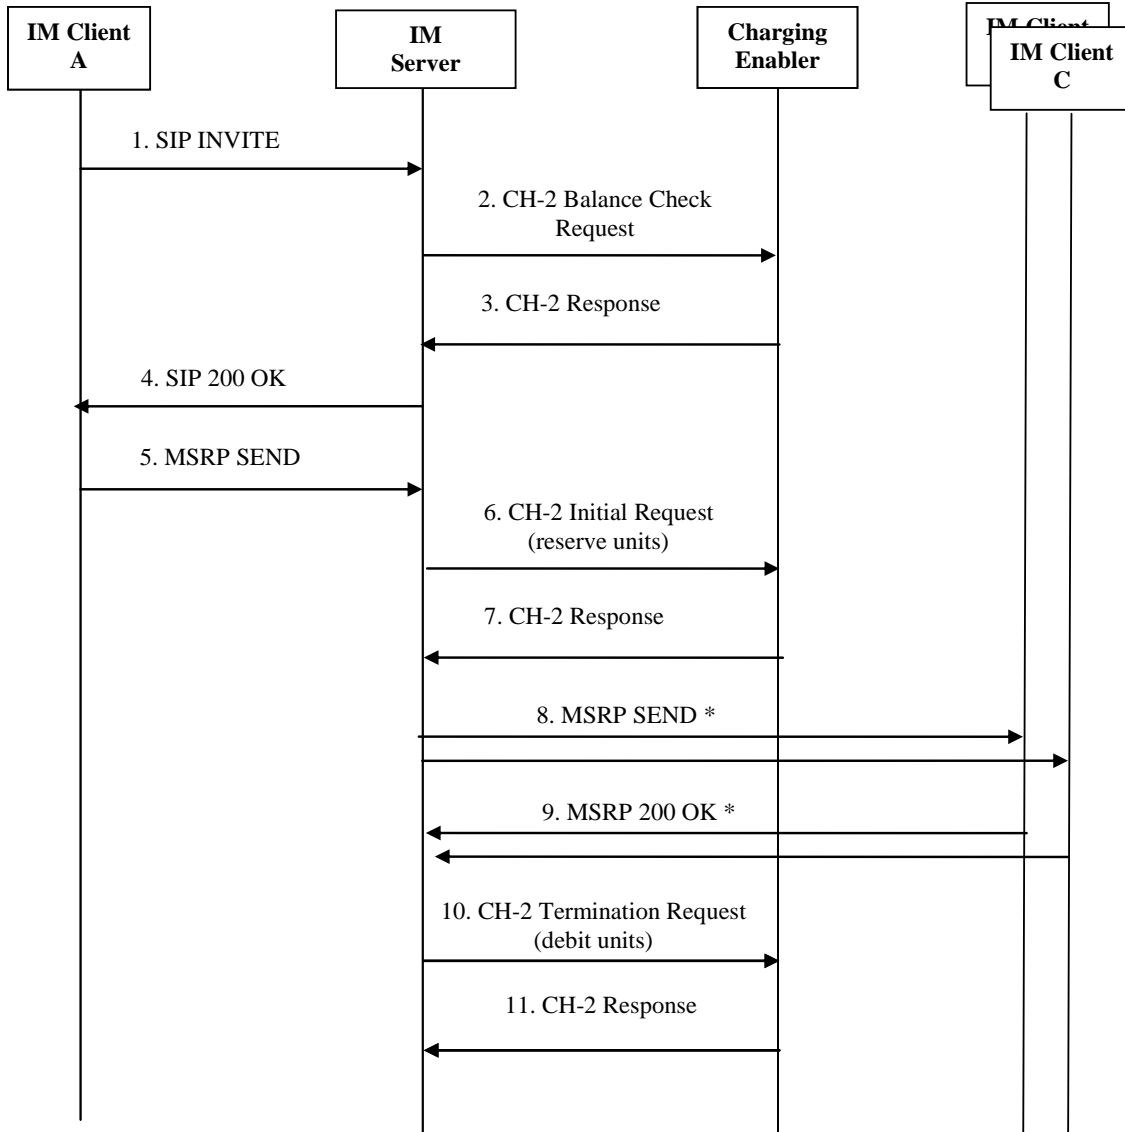 IM Client
A
IM
Server
Charging
Enabler
IM Client
IM Client
C
1. SIP INVITE
2. CH-2 Balance Check
Request
3. CH-2 Response
4. SIP 200 OK
5. MSRP SEND
6. CH-2 Initial Request
(reserve units)
7. CH-2 Response
8. MSRP SEND *
9. MSRP 200 OK *
10. CH-2 Termination Request
(debit units)
11. CH-2 Response